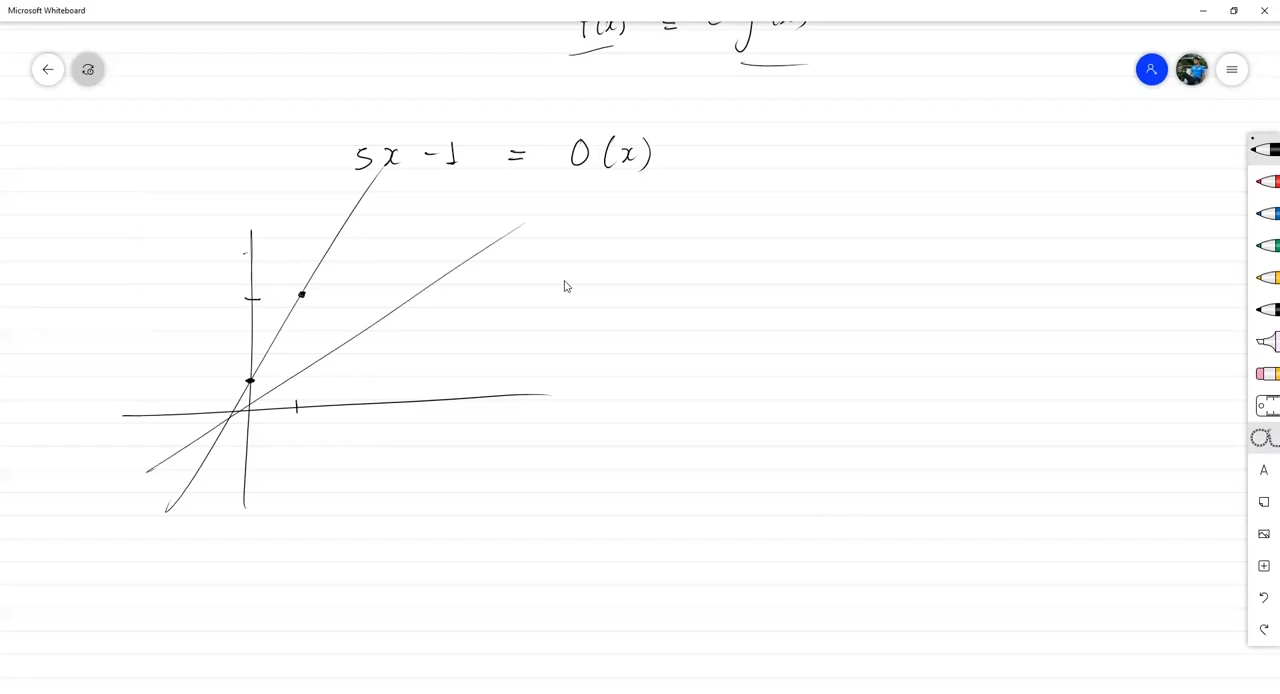 Microsoft Whiteboard
5x - 1 = O(x)
A